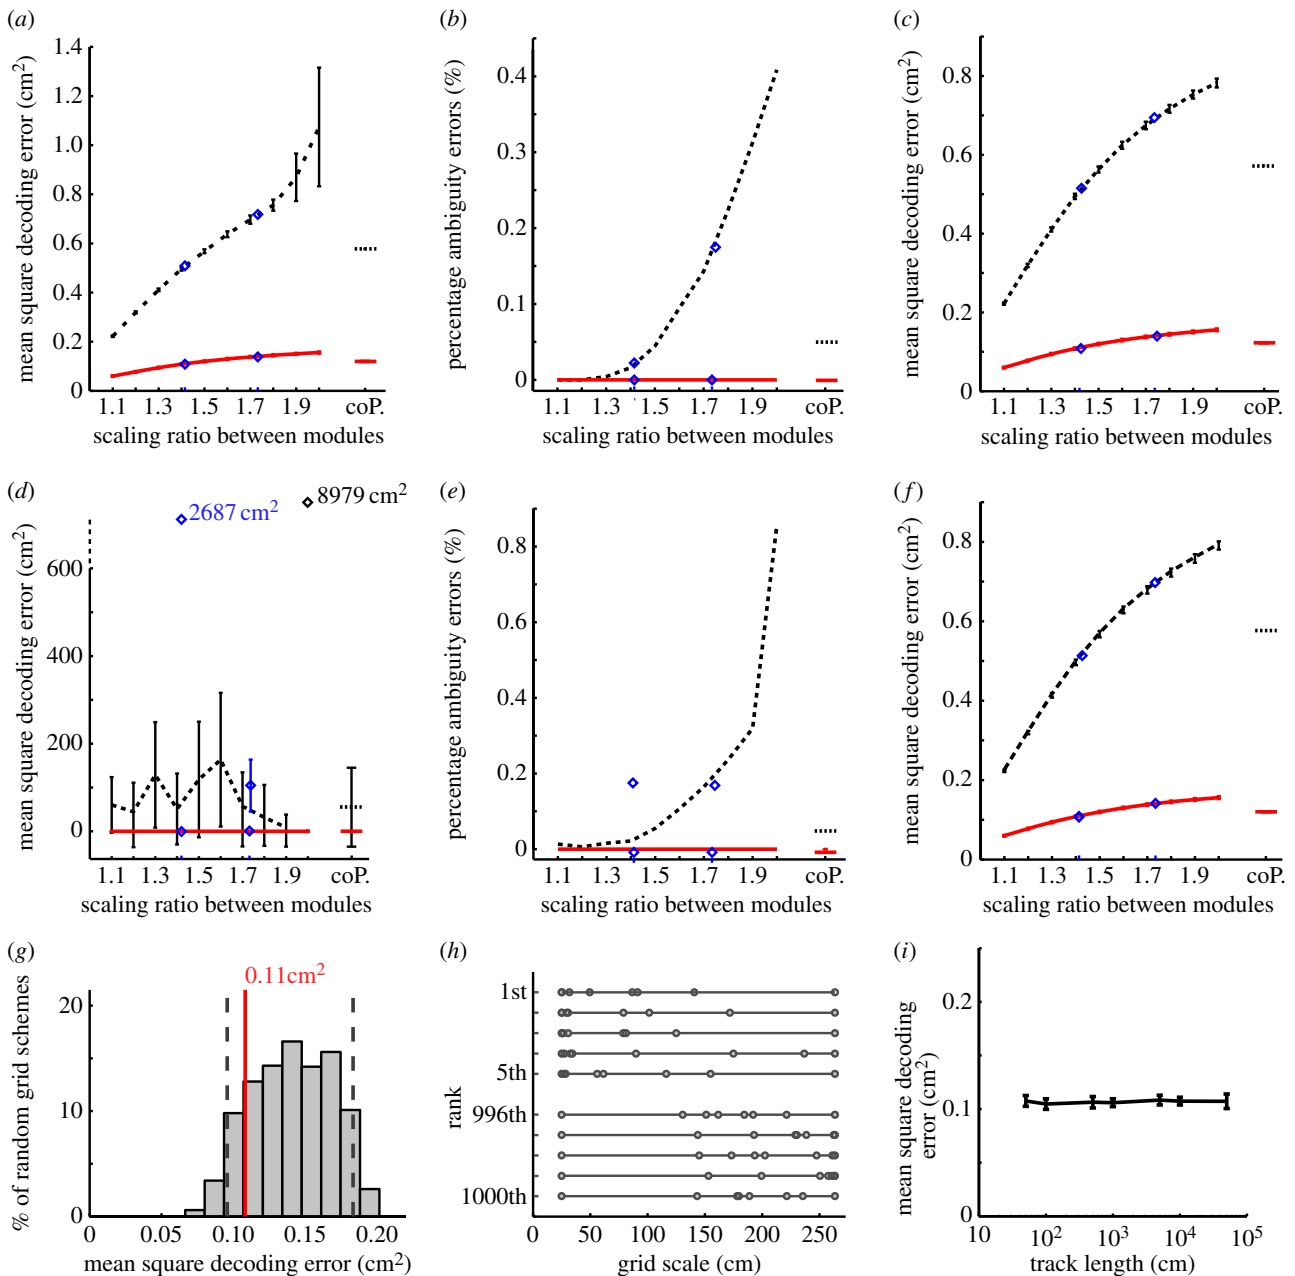 (a)
mean square decoding error (cm2)
1.4
1.2
1.0
0.8
0.6
0.4
0.2
0
1.1 1.3 1.5 1.7 1.9 coP.
scaling ratio between modules
(b)
percentage ambiguity errors (%)
0.4
0.3
0.2
0.1
0
1.1 1.3 1.5 1.7 1.9 coP.
scaling ratio between modules
(c)
mean square decoding error (cm2)
0.8
0.6
0.4
0.2
0
1.1 1.3 1.5 1.7 1.9 coP.
scaling ratio between modules
(d)
mean square decoding error (cm2)
2687 cm2
8979 cm2
600
400
200
0
1.1 1.3 1.5 1.7 1.9 coP.
scaling ratio between modules
(e)
percentage ambiguity errors (%)
0.8
0.6
0.4
0.2
0
1.1 1.3 1.5 1.7 1.9 coP.
scaling ratio between modules
(f)
mean square decoding error (cm2)
0.8
0.6
0.4
0.2
0
1.1 1.3 1.5 1.7 1.9 coP.
scaling ratio between modules
(g)
% of random grid schemes
0.11cm2
20
10
0
0 0.05 0.10 0.15 0.20
mean square decoding error (cm2)
(h)
rank
1st
5th
996th
1000th
0 50 100 150 200 250
grid scale (cm)
(i)
mean square decoding
error (cm2)
0.2
0.1
0
10 102 103 104 105
track length (cm)